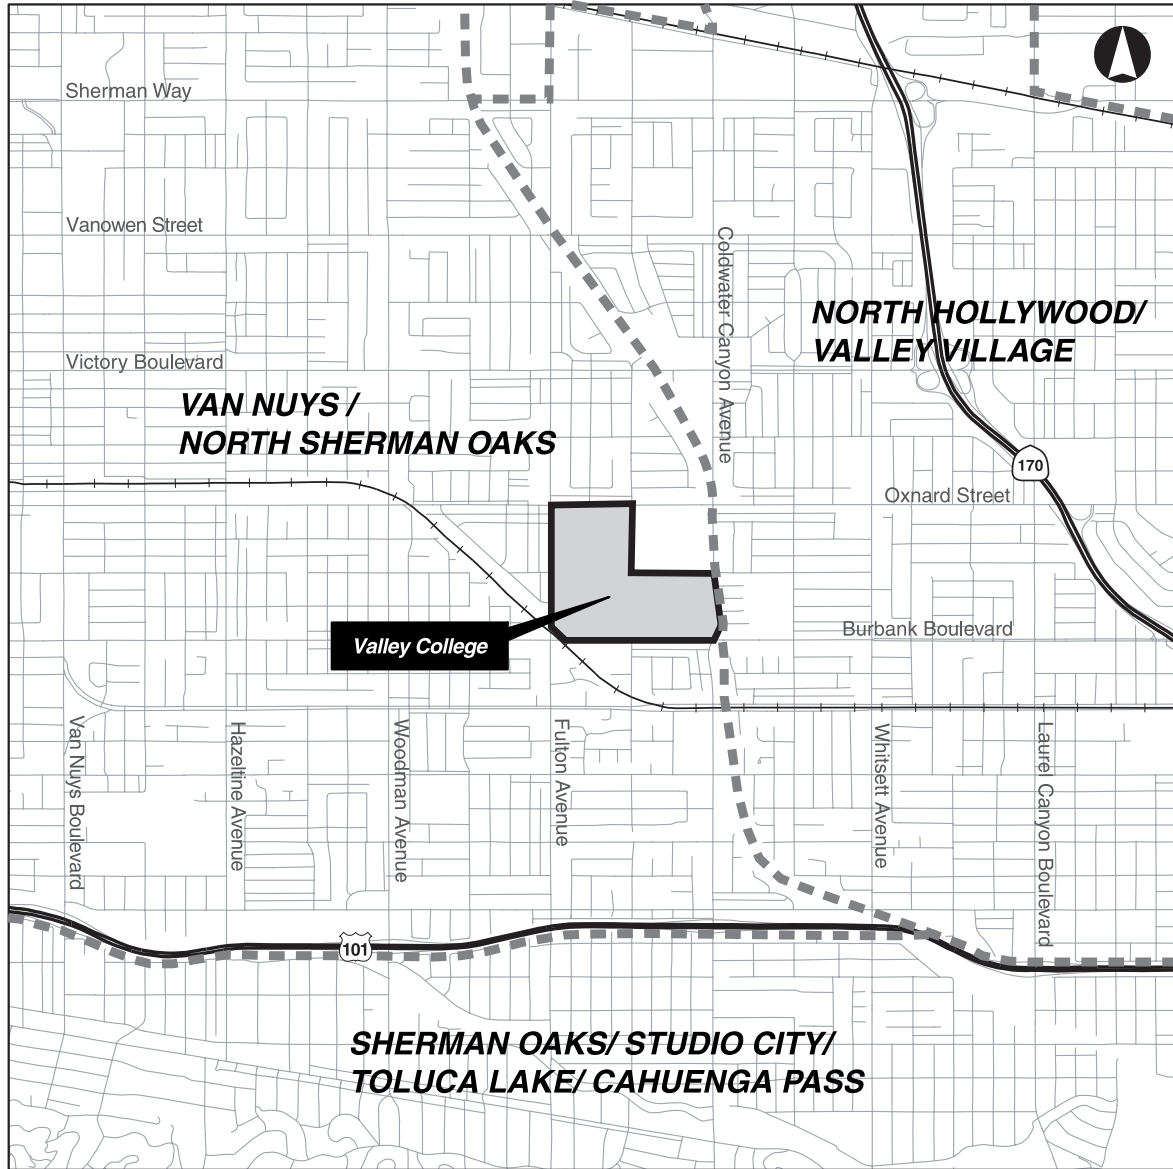 Sherman Way
Vanowen Street
Coldwater Canyon Avenue
NORTH HOLLYWOOD/
VALLEY VILLAGE
Victory Boulevard
VAN NUYS /
NORTH SHERMAN OAKS
170
Oxnard Street
Valley College
Burbank Boulevard
Van Nuys Boulevard
Hazeltine Avenue
Woodman Avenue
Fulton Avenue
Whitsett Avenue
Laurel Canyon Boulevard
101
SHERMAN OAKS/ STUDIO CITY/
TOLUCA LAKE/ CAHUENGA PASS